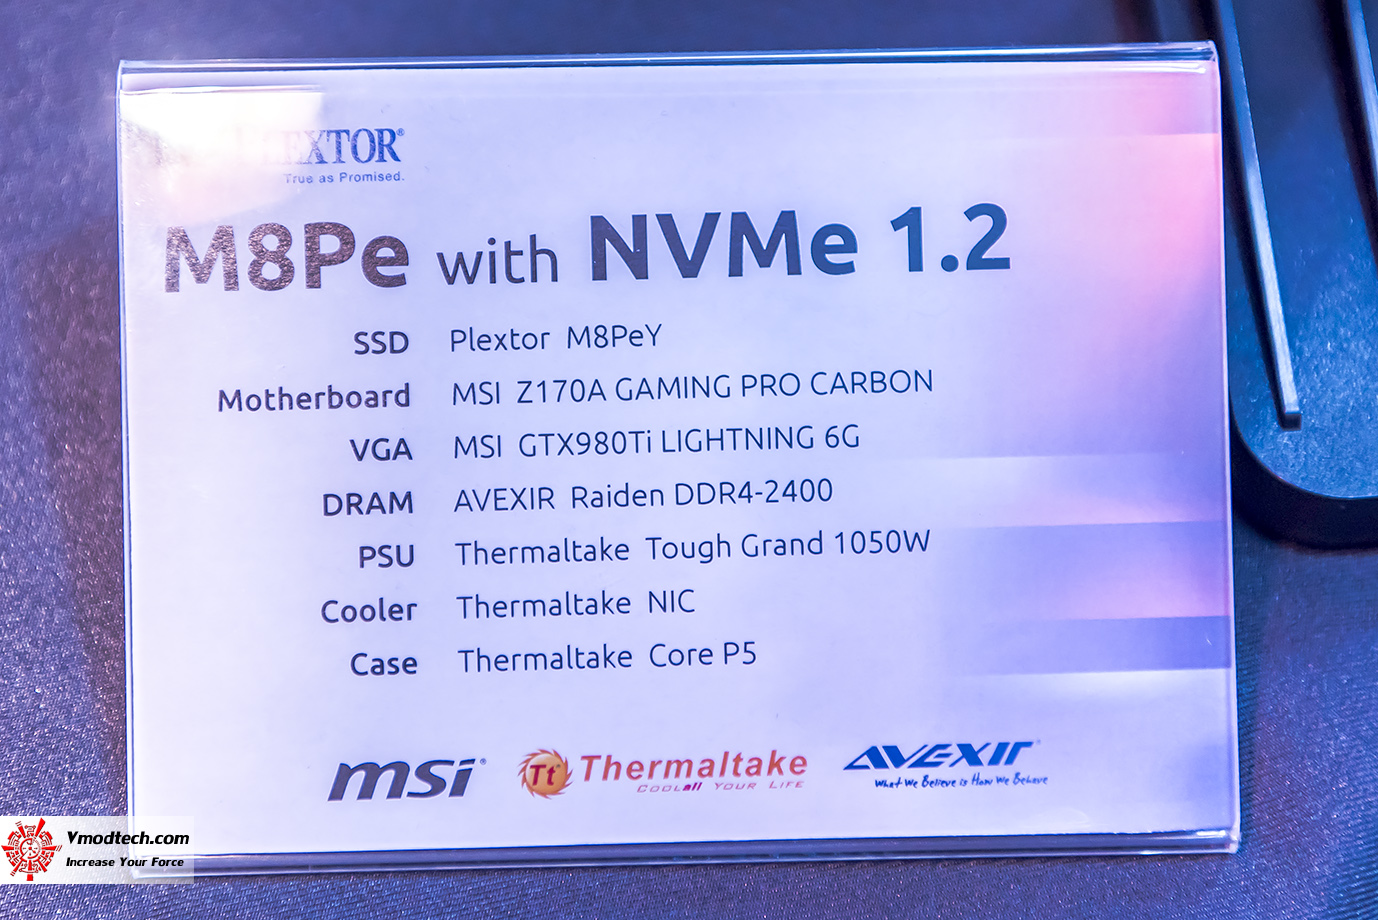 PLEXTOR®
True as Promised.
M8Pe with NVMe 1.2
SSD Plextor M8PeY
Motherboard MSI Z170A GAMING PRO CARBON
VGA MSI GTX980Ti LIGHTNING 6G
DRAM AVEXIR Raiden DDR4-2400
PSU Thermaltake Tough Grand 1050W
Cooler Thermaltake NIC
Case Thermaltake Core P5
msi® Tt® Thermaltake AVEXIR®
COOLall YOUR LIFE What We Believe is How We Behave
Vmodtech.com
Increase Your Force